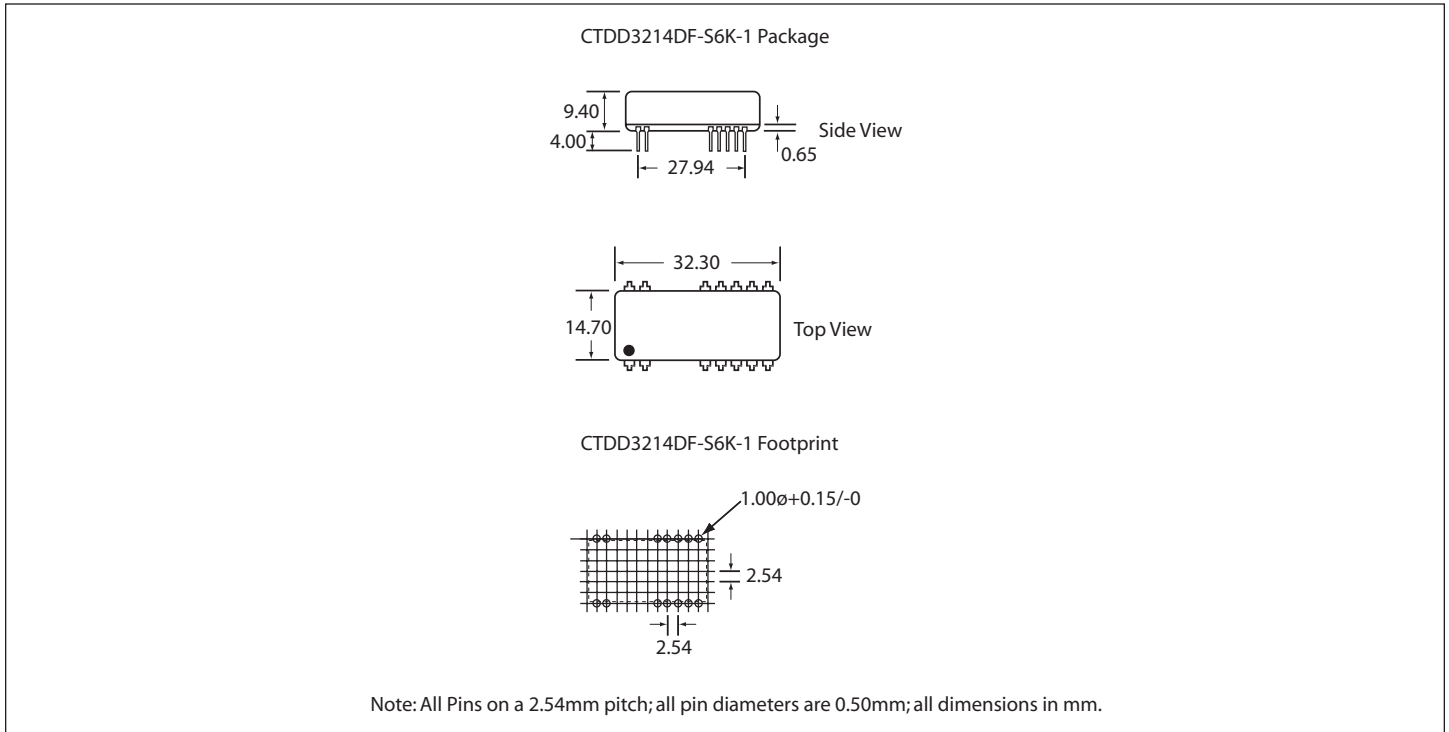 CTDD3214DF-S6K-1 Package
9.40
4.00
27.94
0.65
Side View
32.30
14.70
Top View
CTDD3214DF-S6K-1 Footprint
1.00ø+0.15/-0
2.54
2.54
Note: All Pins on a 2.54mm pitch; all pin diameters are 0.50mm; all dimensions in mm.